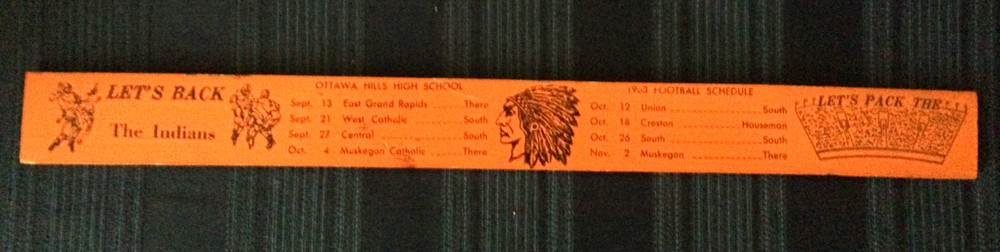 LET'S BACK
The Indians
OTTAWA HILLS HIGH SCHOOL
Sept. 13 East Grand Rapids ........ There
Sept. 21 West Catholic ........ South
Sept. 27 Central ........ South
Oct. 4 Muskegon Catholic ........ There
1963 FOOTBALL SCHEDULE
Oct. 12 Union ........ South
Oct. 18 Creston ........ Houseman
Oct. 26 South ........ South
Nov. 2 Muskegon ........ There
LET'S PACK THE